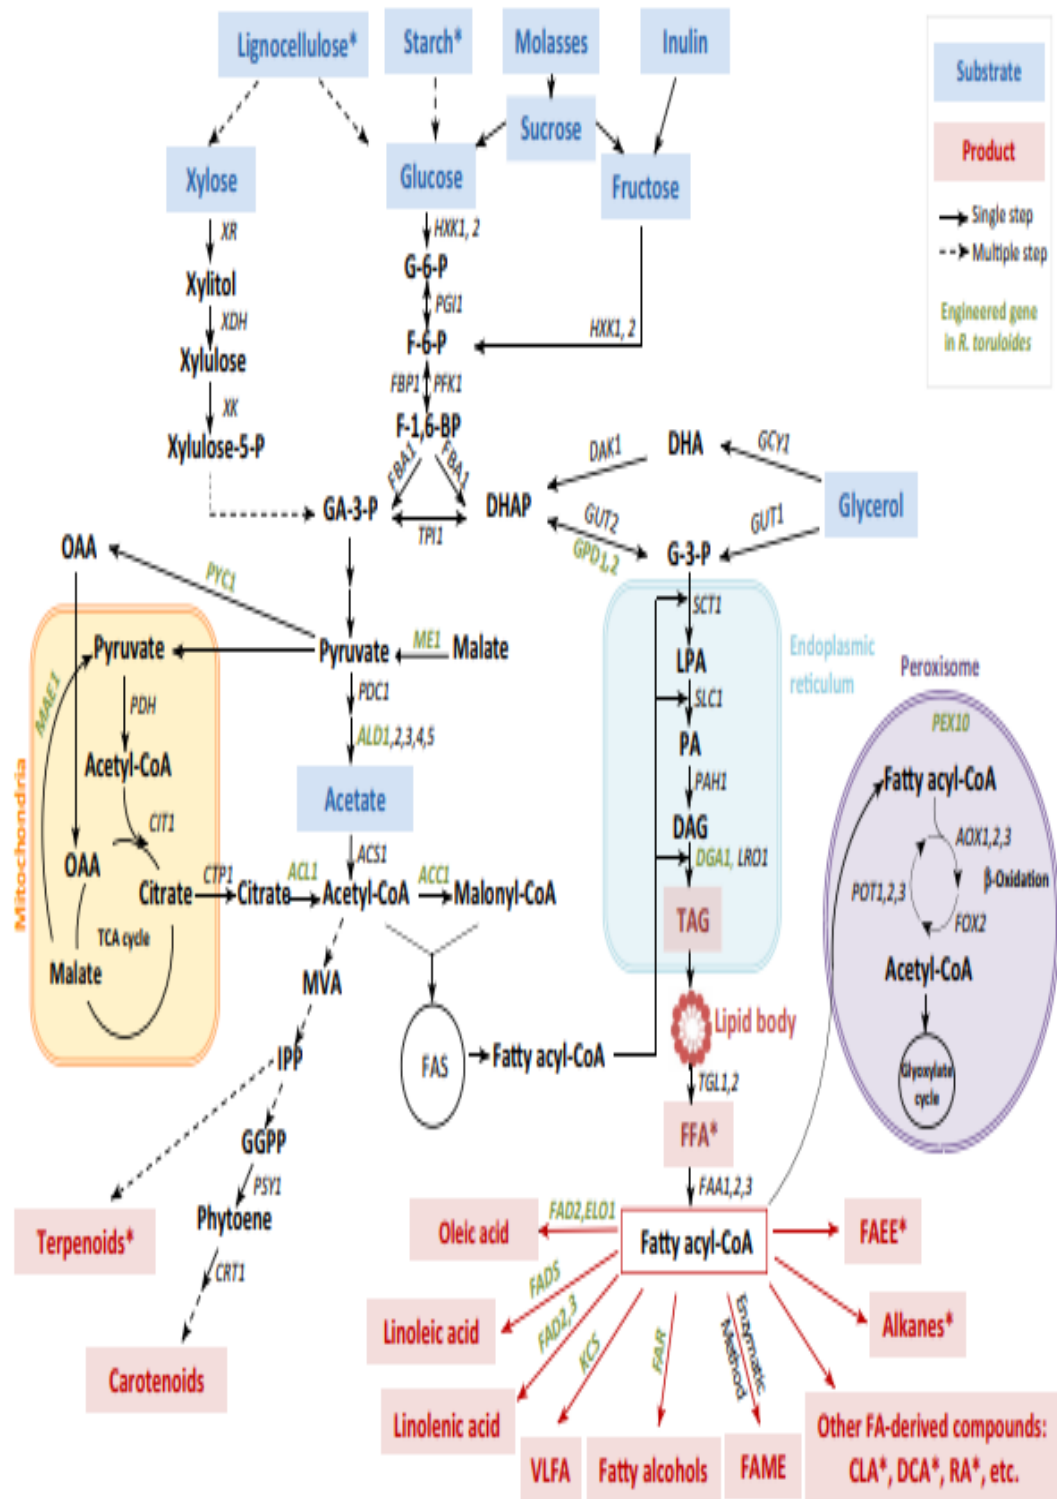 Lignocellulose*
Starch*
Molasses
Inulin
Substrate
Product
Single step
Multiple step
Engineered gene
in R. toruloides
Sucrose
Xylose
Glucose
Fructose
XR
HXK1, 2
Xylitol
G-6-P
XDH
PGI1
HXK1, 2
Xylulose
F-6-P
XK
FBP1
PFK1
Xylulose-5-P
F-1,6-BP
FBA1
FBA1
DAK1
DHA
GCY1
Glycerol
GA-3-P
TPI1
DHAP
GUT2
GPD1,2
GUT1
G-3-P
OAA
PYC1
Pyruvate
Pyruvate
ME1
Malate
SCT1
LPA
Endoplasmic
reticulum
Peroxisome
MAE1
PDH
PDC1
SLC1
PEX10
ALD1,2,3,4,5
PA
Acetyl-CoA
Acetate
PAH1
Fatty acyl-CoA
Mitochondria
CIT1
ACS1
DAG
DGA1, LRO1
AOX1,2,3
OAA
Citrate
CTP1
Citrate
ACL1
Acetyl-CoA
ACC1
Malonyl-CoA
POT1,2,3
β-Oxidation
FOX2
TAG
TCA cycle
Malate
MVA
Acetyl-CoA
Lipid body
IPP
FAS
Fatty acyl-CoA
TGL1,2
Glyoxylate
cycle
GGPP
FFA*
PSY1
FAA1,2,3
Phytoene
Terpenoids*
CRT1
Oleic acid
FAD2,ELO1
Fatty acyl-CoA
FAEE*
FADS
FAD2,3
KCS
FAR
Enzymatic
Method
Linoleic acid
Alkanes*
Carotenoids
Linolenic acid
VLFA
Fatty alcohols
FAME
Other FA-derived compounds:
CLA*, DCA*, RA*, etc.